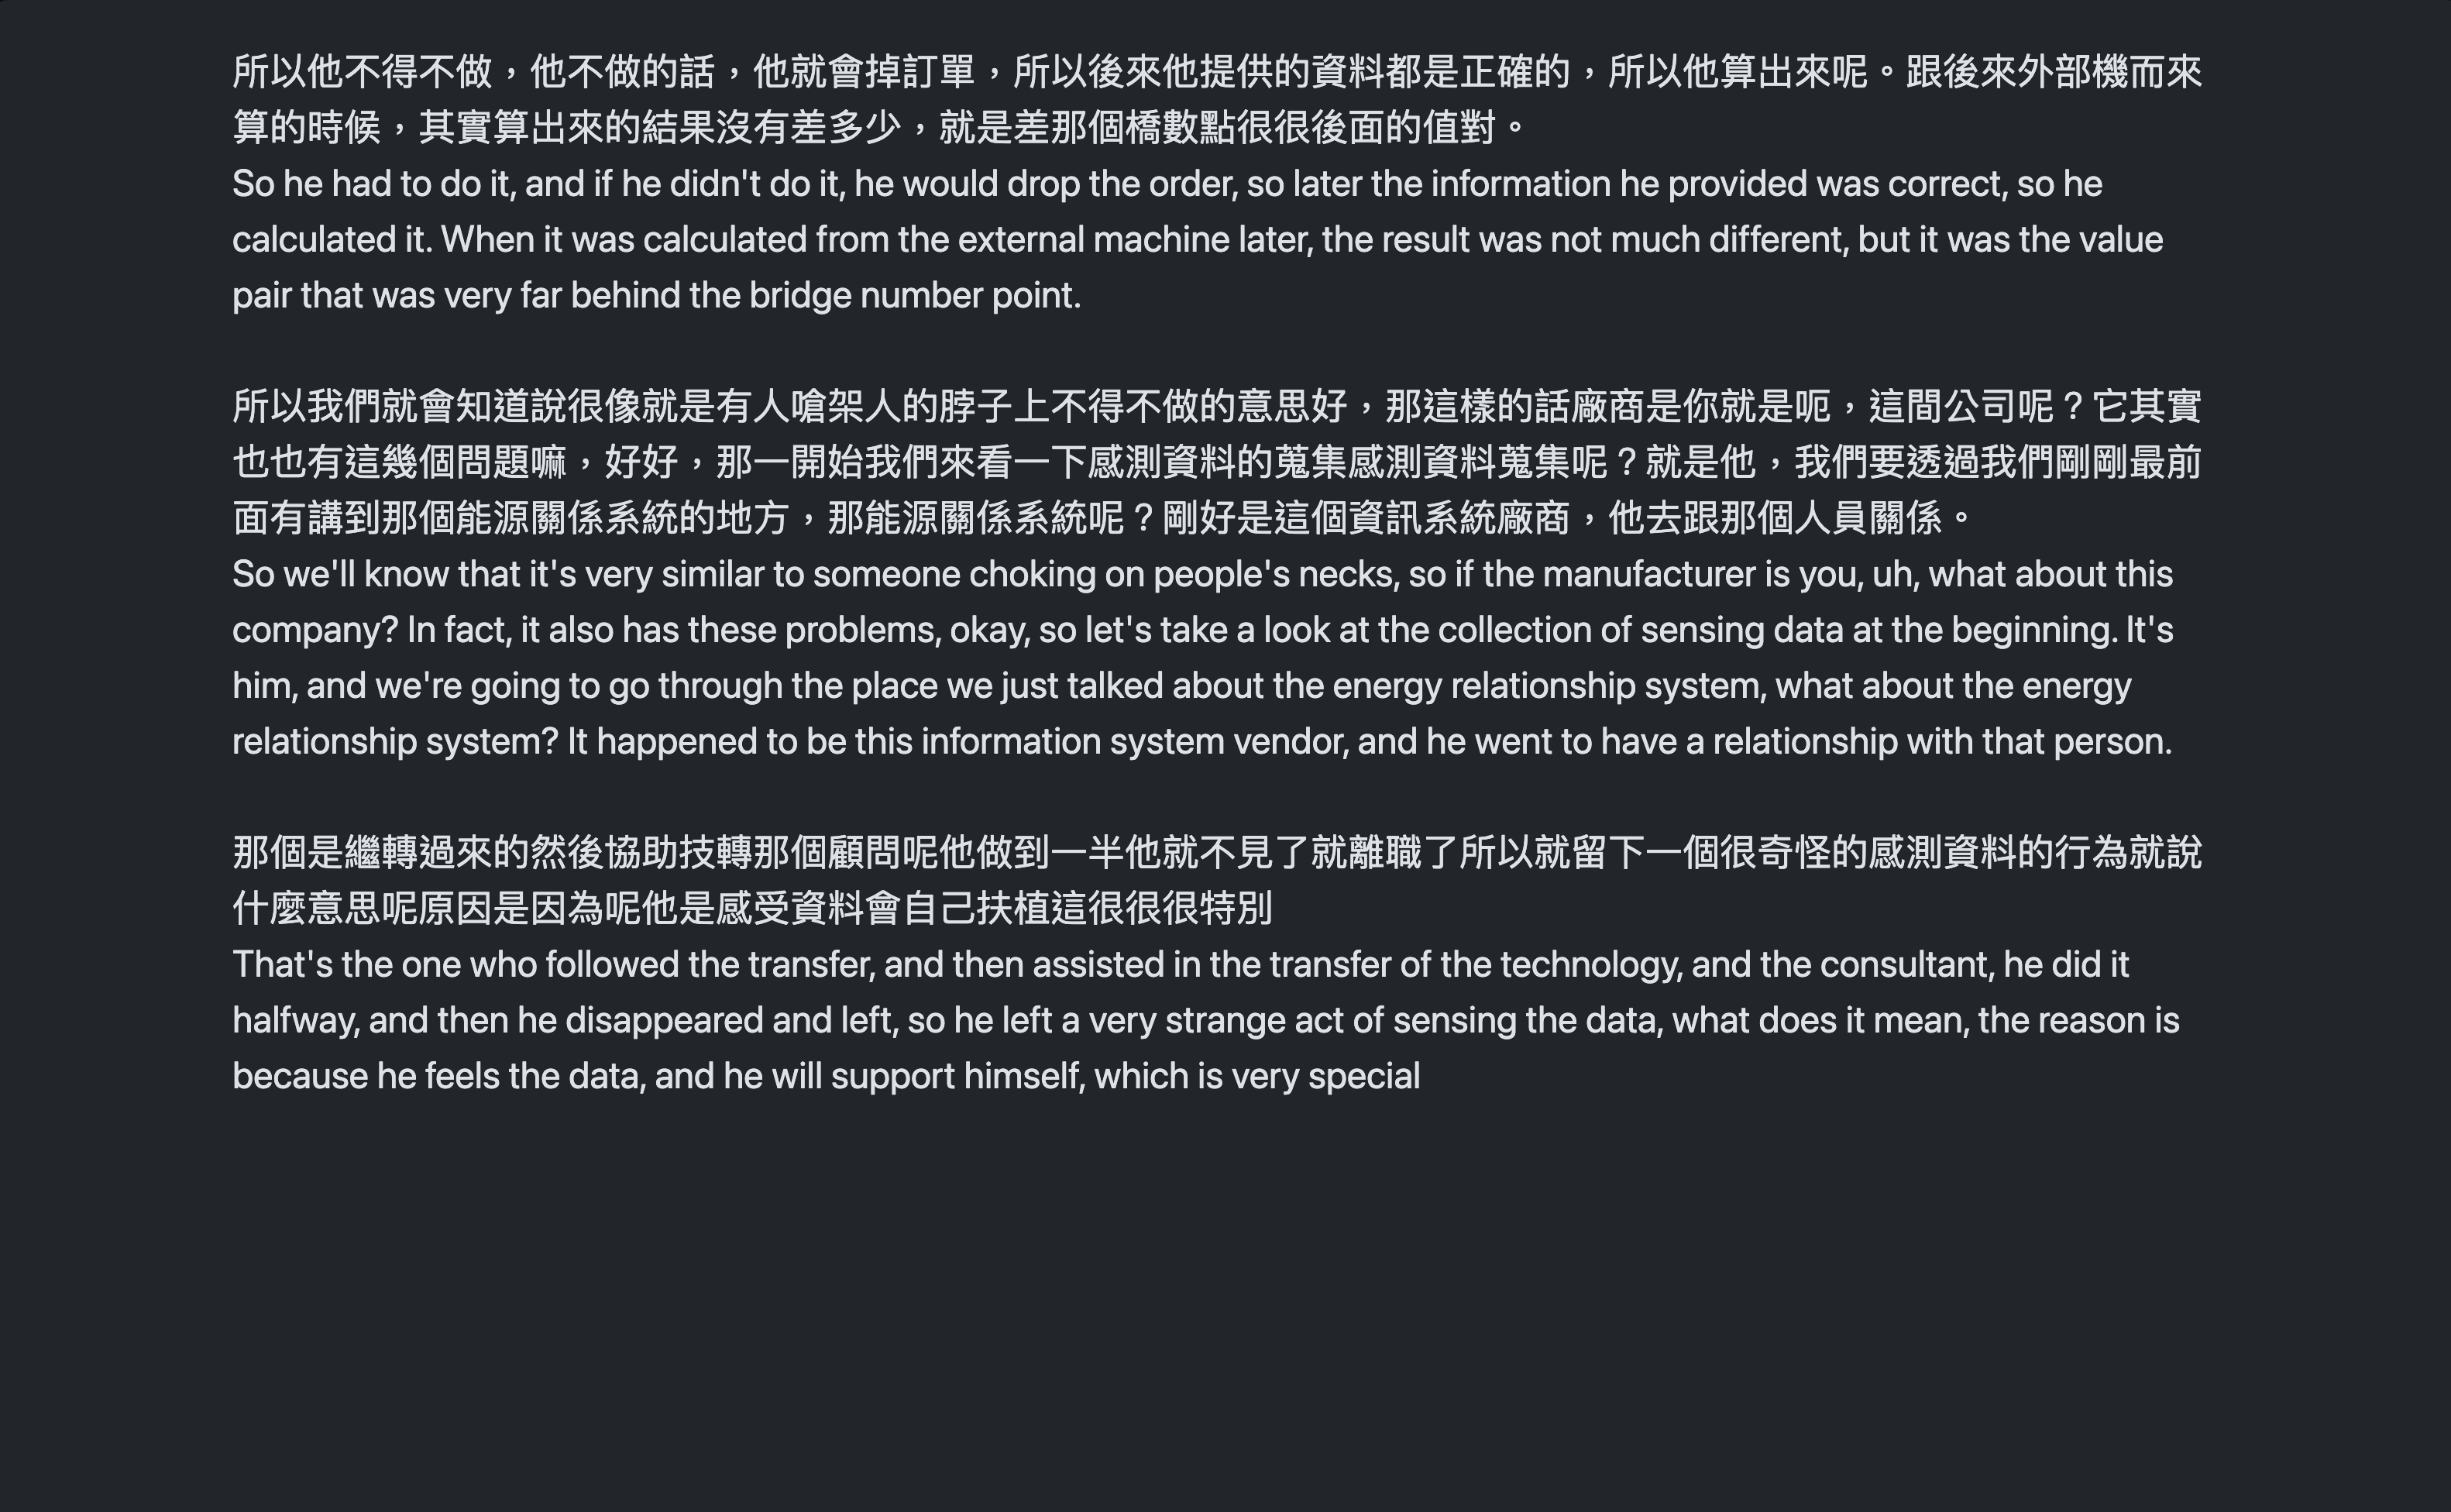 所以他不得不做，他不做的話，他就會掉訂單，所以後來他提供的資料都是正確的，所以他算出來呢。跟後來外部機而來
算的時候，其實算出來的結果沒有差多少，就是差那個橋數點很很後面的值對。
So he had to do it, and if he didn't do it, he would drop the order, so later the information he provided was correct, so he
calculated it. When it was calculated from the external machine later, the result was not much different, but it was the value
pair that was very far behind the bridge number point.
所以我們就會知道說很像就是有人嗆架人的脖子上不得不做的意思好，那這樣的話廠商是你就是呃，這間公司呢？它其實
也也有這幾個問題嘛，好好，那一開始我們來看一下感測資料的蒐集感測資料蒐集呢？就是他，我們要透過我們剛剛最前
面有講到那個能源關係系統的地方，那能源關係系統呢？剛好是這個資訊系統廠商，他去跟那個人員關係。
So we'll know that it's very similar to someone choking on people's necks, so if the manufacturer is you, uh, what about this
company? In fact, it also has these problems, okay, so let's take a look at the collection of sensing data at the beginning. It's
him, and we're going to go through the place we just talked about the energy relationship system, what about the energy
relationship system? It happened to be this information system vendor, and he went to have a relationship with that person.
那個是繼轉過來的然後協助技轉那個顧問呢他做到一半他就不見了就離職了所以就留下一個很奇怪的感測資料的行為就說
什麼意思呢原因是因為呢他是感受資料會自己扶植這很很很特別
That's the one who followed the transfer, and then assisted in the transfer of the technology, and the consultant, he did it
halfway, and then he disappeared and left, so he left a very strange act of sensing the data, what does it mean, the reason is
because he feels the data, and he will support himself, which is very special